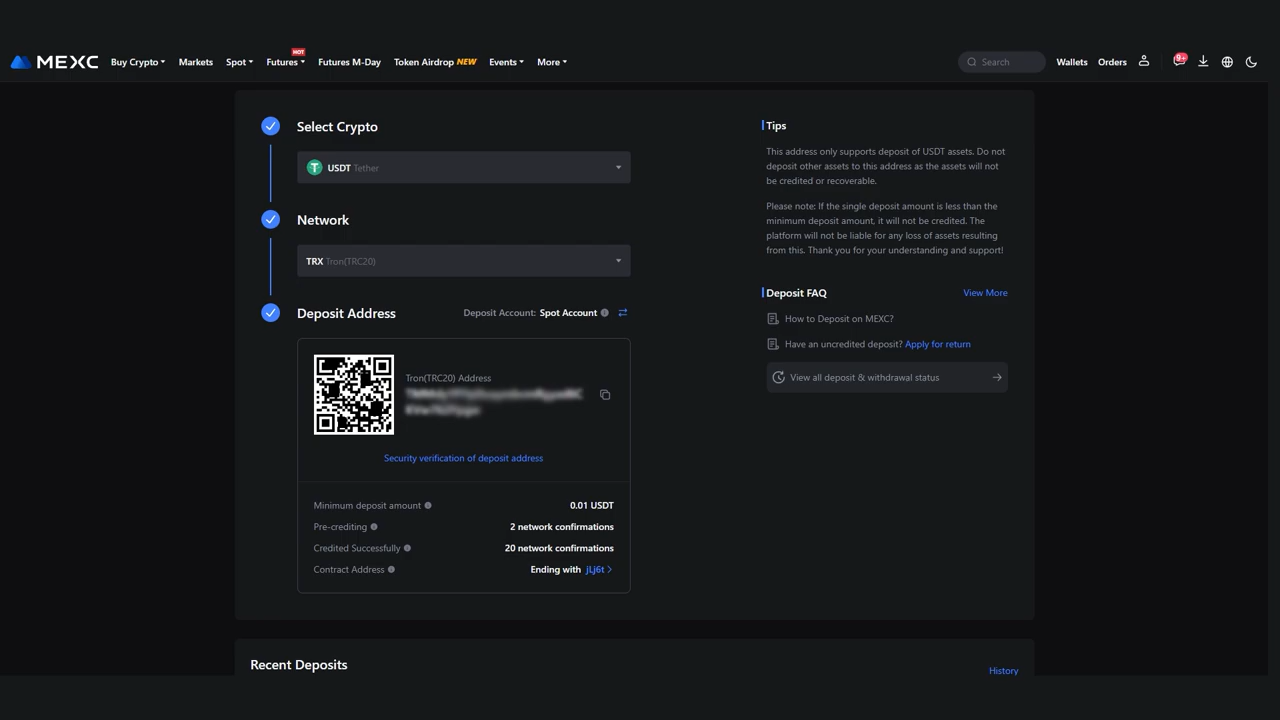 MEXC Buy Crypto Markets Spot Futures HOT Futures M-Day Token Airdrop NEW Events More Search Wallets Orders 9+
Select Crypto
USDT Tether
Network
TRX Tron(TRC20)
Deposit Address Deposit Account: Spot Account
Tron(TRC20) Address
Security verification of deposit address
Minimum deposit amount 0.01 USDT
Pre-crediting 2 network confirmations
Credited Successfully 20 network confirmations
Contract Address Ending with jLj6t
Tips
This address only supports deposit of USDT assets. Do not
deposit other assets to this address as the assets will not
be credited or recoverable.
Please note: If the single deposit amount is less than the
minimum deposit amount, it will not be credited. The
platform will not be liable for any loss of assets resulting
from this. Thank you for your understanding and support!
Deposit FAQ View More
How to Deposit on MEXC?
Have an uncredited deposit? Apply for return
View all deposit & withdrawal status
Recent Deposits History